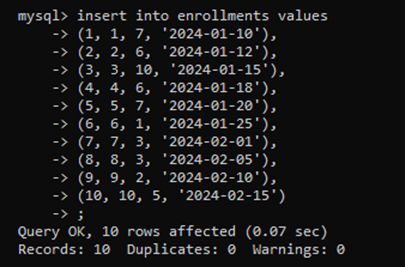 mysql> insert into enrollments values
    -> (1, 1, 7, '2024-01-10'),
    -> (2, 2, 6, '2024-01-12'),
    -> (3, 3, 10, '2024-01-15'),
    -> (4, 4, 6, '2024-01-18'),
    -> (5, 5, 7, '2024-01-20'),
    -> (6, 6, 1, '2024-01-25'),
    -> (7, 7, 3, '2024-02-01'),
    -> (8, 8, 3, '2024-02-05'),
    -> (9, 9, 2, '2024-02-10'),
    -> (10, 10, 5, '2024-02-15')
    -> ;
Query OK, 10 rows affected (0.07 sec)
Records: 10  Duplicates: 0  Warnings: 0